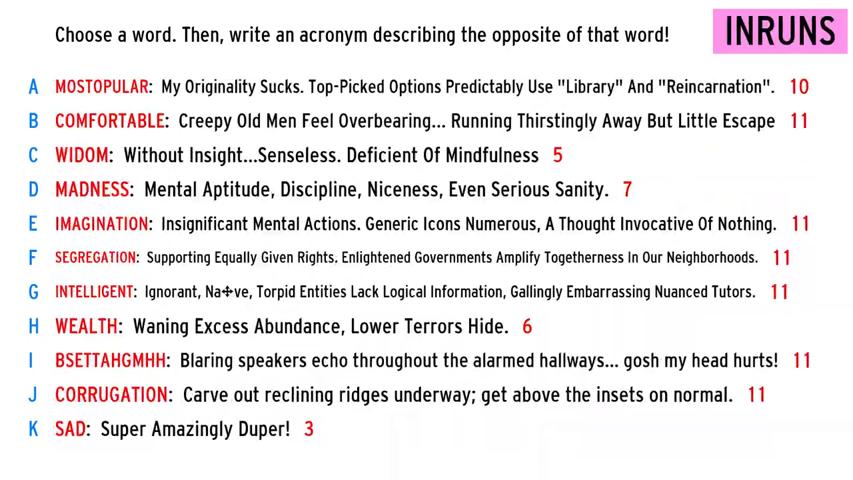 Choose a word. Then, write an acronym describing the opposite of that word!
INRUNS
A MOSTOPULAR: My Originality Sucks. Top-Picked Options Predictably Use "Library" And "Reincarnation". 10
B COMFORTABLE: Creepy Old Men Feel Overbearing... Running Thirstingly Away But Little Escape 11
C WIDOM: Without Insight...Senseless. Deficient Of Mindfulness 5
D MADNESS: Mental Aptitude, Discipline, Niceness, Even Serious Sanity. 7
E IMAGINATION: Insignificant Mental Actions. Generic Icons Numerous, A Thought Invocative Of Nothing. 11
F SEGREGATION: Supporting Equally Given Rights. Enlightened Governments Amplify Togetherness In Our Neighborhoods. 11
G INTELLIGENT: Ignorant, Na✣ve, Torpid Entities Lack Logical Information, Gallingly Embarrassing Nuanced Tutors. 11
H WEALTH: Waning Excess Abundance, Lower Terrors Hide. 6
I BSETTAHGMHH: Blaring speakers echo throughout the alarmed hallways... gosh my head hurts! 11
J CORRUGATION: Carve out reclining ridges underway; get above the insets on normal. 11
K SAD: Super Amazingly Duper! 3